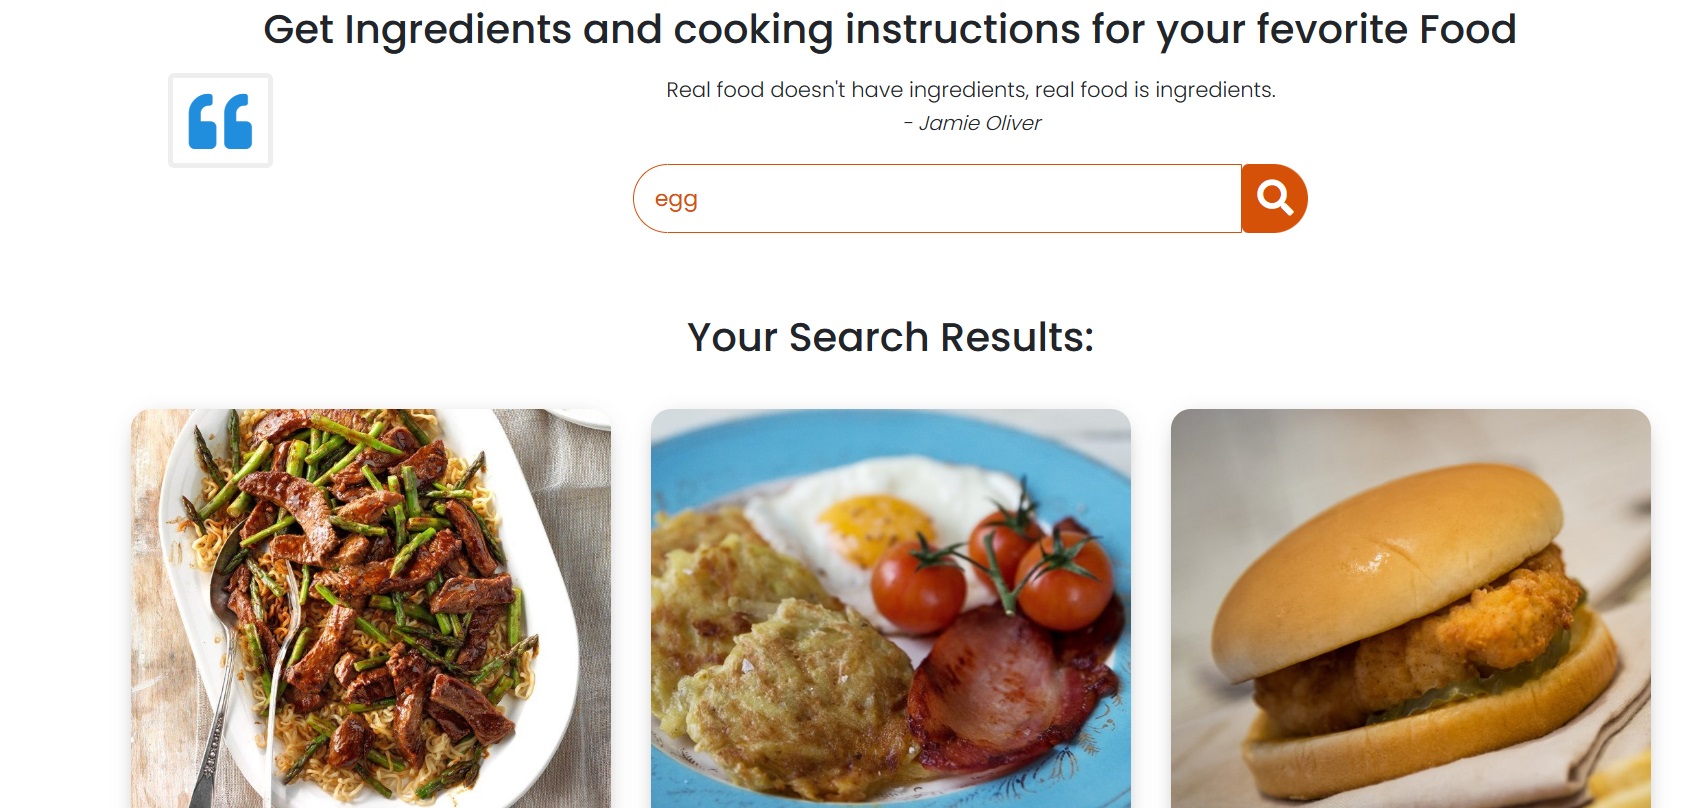 Get Ingredients and cooking instructions for your fevorite Food
Real food doesn't have ingredients, real food is ingredients.
- Jamie Oliver
egg
Your Search Results: